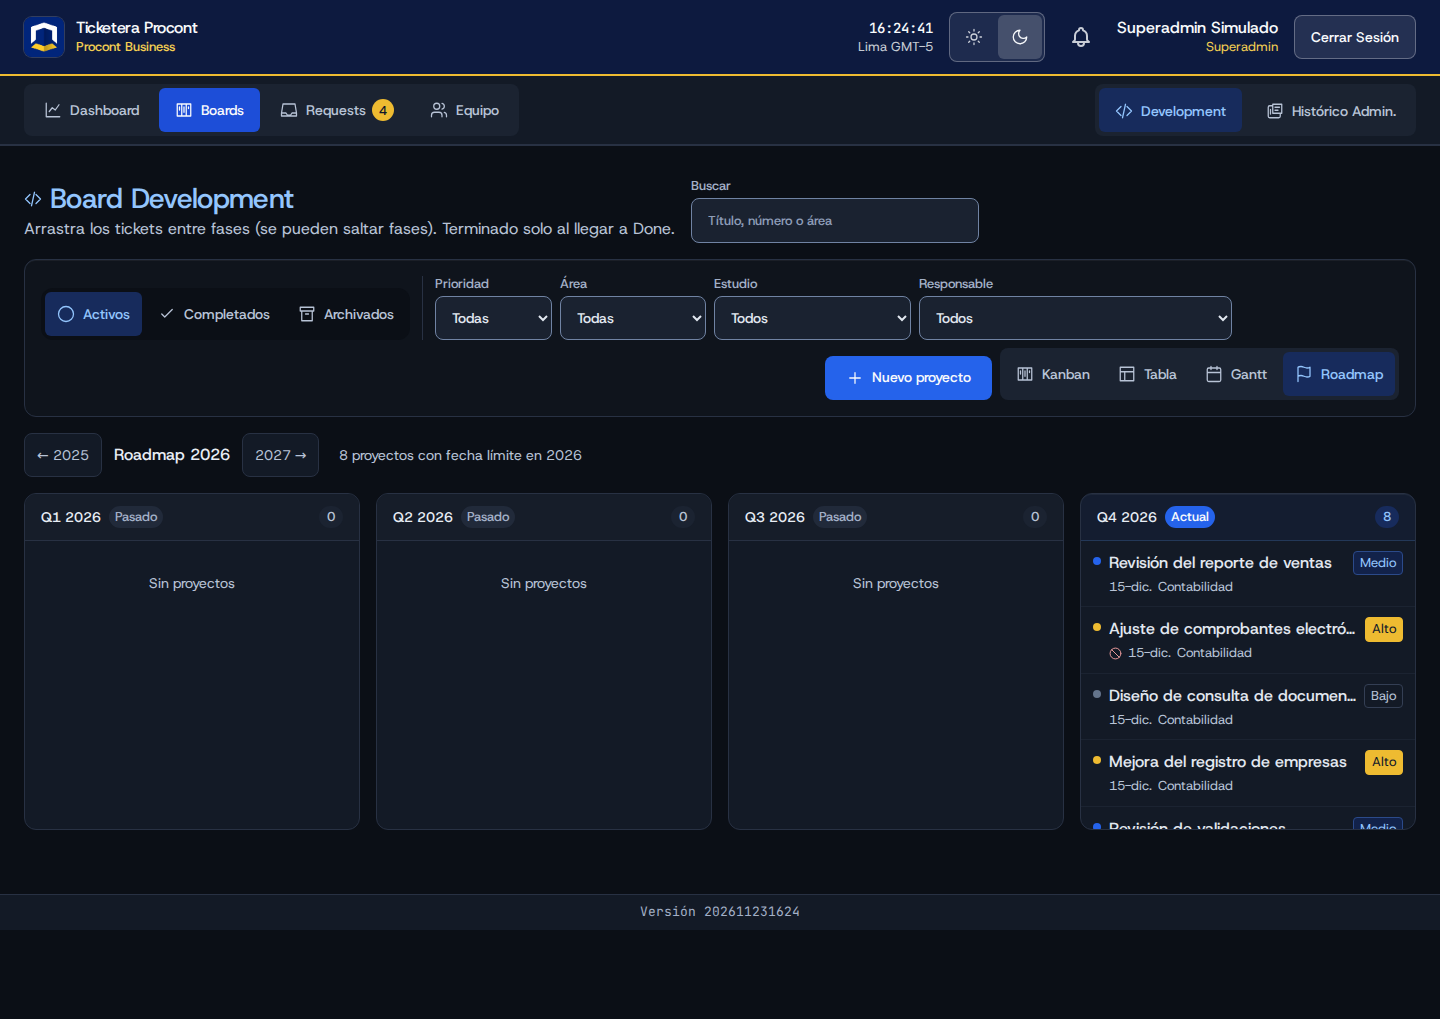 Ticketera Procont
Procont Business
16:24:41
Lima GMT-5
Superadmin Simulado
Superadmin
Cerrar Sesión
Dashboard
Boards
Requests 4
Equipo
Development
Histórico Admin.
Board Development
Arrastra los tickets entre fases (se pueden saltar fases). Terminado solo al llegar a Done.
Buscar
Título, número o área
Activos
Completados
Archivados
Prioridad
Todas
Área
Todas
Estudio
Todos
Responsable
Todos
+ Nuevo proyecto
Kanban
Tabla
Gantt
Roadmap
← 2025
Roadmap 2026
2027 →
8 proyectos con fecha límite en 2026
Q1 2026 Pasado 0
Sin proyectos
Q2 2026 Pasado 0
Sin proyectos
Q3 2026 Pasado 0
Sin proyectos
Q4 2026 Actual 8
Revisión del reporte de ventas Medio
15-dic. Contabilidad
Ajuste de comprobantes electró... Alto
15-dic. Contabilidad
Diseño de consulta de documen... Bajo
15-dic. Contabilidad
Mejora del registro de empresas Alto
15-dic. Contabilidad
Revisión de validaciones Medio
Versión 202611231624